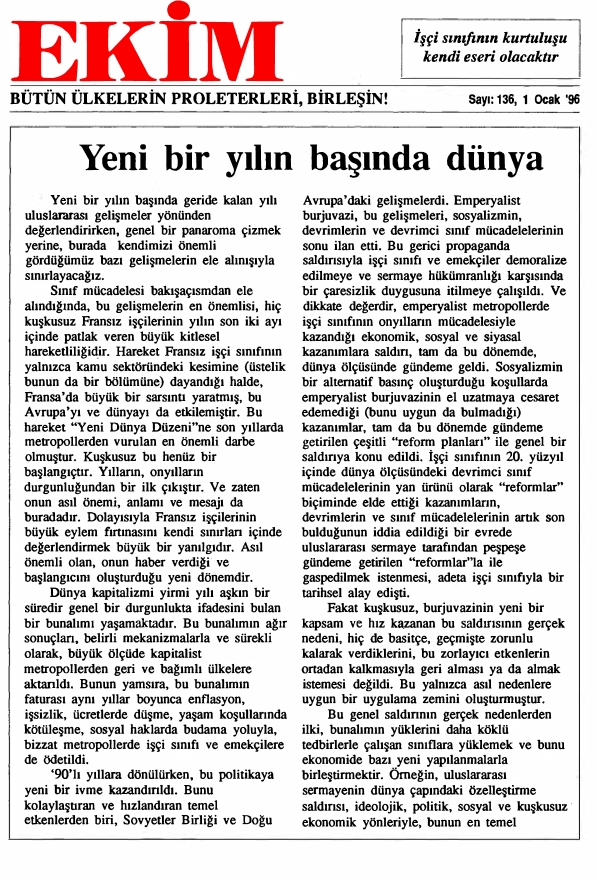 EKİM
İşçi sınıfının kurtuluşu
kendi eseri olacaktır
BÜTÜN ÜLKELERİN PROLETERLERİ, BİRLEŞİN!
Sayı: 136, 1 Ocak '96
Yeni bir yılın başında dünya
Yeni bir yılın başında geride kalan yılı
uluslararası gelişmeler yönünden
değerlendirirken, genel bir panaroma çizmek
yerine, burada kendimizi önemli
gördüğümüz bazı gelişmelerin ele alınışıyla
sınırlayacağız.
Sınıf mücadelesi bakışaçısmdan ele
alındığında, bu gelişmelerin en önemlisi, hiç
kuşkusuz Fransız işçilerinin yılın son iki ayı
içinde patlak veren büyük kitlesel
hareketliliğidir. Hareket Fransız işçi sınıfının
yalnızca kamu sektöründeki kesimine (üstelik
bunun da bir bölümüne) dayandığı halde,
Fransa'da büyük bir sarsıntı yaratmış, bu
Avrupa'yı ve dünyayı da etkilemiştir. Bu
hareket “Yeni Dünya Düzeni”ne son yıllarda
metropollerden vurulan en önemli darbe
olmuştur. Kuşkusuz bu henüz bir
başlangıçtır. Yılların, onyılların
durgunluğundan bir ilk çıkıştır. Ve zaten
onun asıl önemi, anlamı ve mesajı da
buradadır. Dolayısıyla Fransız işçilerinin
büyük eylem fırtınasını kendi sınırları içinde
değerlendirmek büyük bir yanılgıdır. Asıl
önemli olan, onun haber verdiği ve
başlangıcını oluşturduğu yeni dönemdir.
Dünya kapitalizmi yirmi yılı aşkın bir
süredir genel bir durgunlukta ifadesini bulan
bir bunalımı yaşamaktadır. Bu bunalımın ağır
sonuçları, belirli mekanizmalarla ve sürekli
olarak, büyük ölçüde kapitalist
metropollerden geri ve bağımlı ülkelere
aktarıldı. Bunun yamsıra, bu bunalımın
faturası aynı yıllar boyunca enflasyon,
işsizlik, ücretlerde düşme, yaşam koşullarında
kötüleşme, sosyal haklarda budama yoluyla,
bizzat metropollerde işçi sınıfı ve emekçilere
de ödetildi.
‘90'lı yıllara dönülürken, bu politikaya
yeni bir ivme kazandırıldı. Bunu
kolaylaştıran ve hızlandıran temel
etkenlerden biri, Sovyetler Birliği ve Doğu
Avrupa'daki gelişmelerdi. Emperyalist
burjuvazi, bu gelişmeleri, sosyalizmin,
devrimlerin ve devrimci sınıf mücadelelerinin
sonu ilan etti. Bu gerici propaganda
saldırısıyla işçi sınıfı ve emekçiler demoralize
edilmeye ve sermaye hükümranlığı karşısında
bir çaresizlik duygusuna itilmeye çalışıldı. Ve
dikkate değerdir, emperyalist metropollerde
işçi sınıfının onyılların mücadelesiyle
kazandığı ekonomik, sosyal ve siyasal
kazanımlara saldırı, tam da bu dönemde,
dünya ölçüsünde gündeme geldi. Sosyalizmin
bir alternatif basınç oluşturduğu koşullarda
emperyalist burjuvazinin el uzatmaya cesaret
edemediği (bunu uygun da bulmadığı)
kazanımlar, tam da bu dönemde gündeme
getirilen çeşitli “reform planları” ile genel bir
saldırıya konu edildi. İşçi sınıfının 20. yüzyıl
içinde dünya ölçüsündeki devrimci sınıf
mücadelelerinin yan ürünü olarak “reformlar”
biçiminde elde ettiği kazanımların,
devrimlerin ve sınıf mücadelelerinin artık son
bulduğunun iddia edildiği bir evrede
uluslararası sermaye tarafından peşpeşe
gündeme getirilen “reformlar”la ile
gaspedilmek istenmesi, adeta işçi sınıfıyla bir
tarihsel alay edişti.
Fakat kuşkusuz, burjuvazinin yeni bir
kapsam ve hız kazanan bu saldırısının gerçek
nedeni, hiç de basitçe, geçmişte zorunlu
kalarak verdiklerini, bu zorlayıcı etkenlerin
ortadan kalkmasıyla geri alması ya da almak
istemesi değildi. Bu yalnızca asıl nedenlere
uygun bir uygulama zemini oluşturmuştur.
Bu genel saldırının gerçek nedenlerden
ilki, bunalımın yüklerini daha köklü
tedbirlerle çalışan sınıflara yüklemek ve bunu
ekonomide bazı yeni yapılanmalarla
birleştirmektir. Örneğin, uluslararası
sermayenin dünya çapındaki özelleştirme
saldırısı, ideolojik, politik, sosyal ve kuşkusuz
ekonomik yönleriyle, bunun en temel